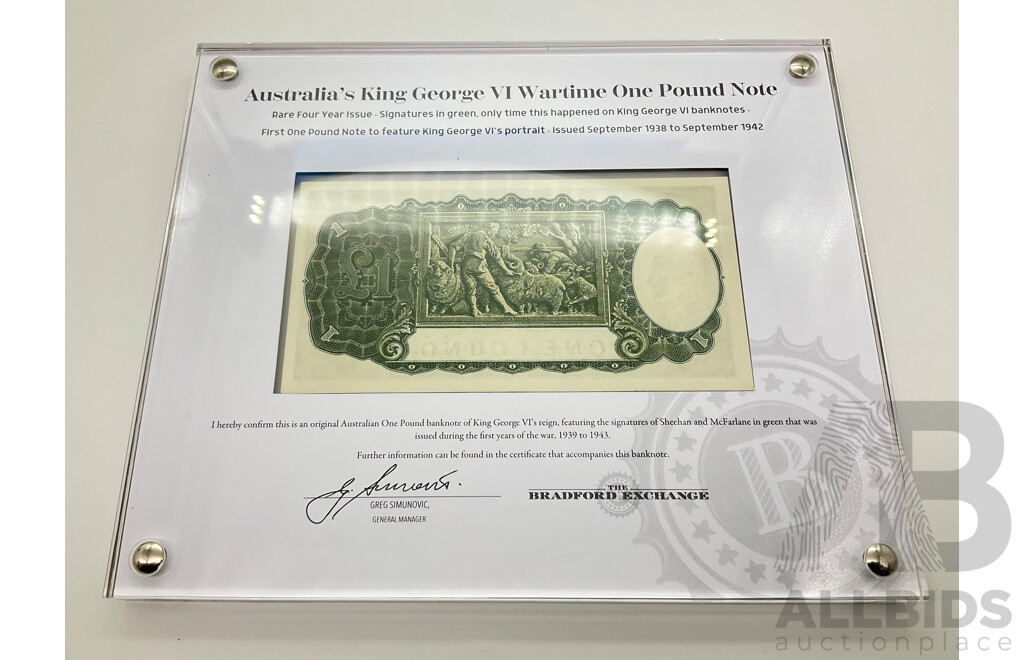 Australia's King George VI Wartime One Pound Note
Rare Four Year Issue - Signatures in green, only time this happened on King George VI banknotes -
First One Pound Note to feature King George VI's portrait - Issued September 1938 to September 1942
1
£1
1
1
I hereby confirm this is an original Australian One Pound banknote of King George VI's reign, featuring the signatures of Sheehan and McFarlane in green that was
issued during the first years of the war, 1939 to 1943.
Further information can be found in the certificate that accompanies this banknote.
GREG SIMUNOVIC,
GENERAL MANAGER
THE
BRADFORD EXCHANGE
B
B
ALLBIDS
auctionplace